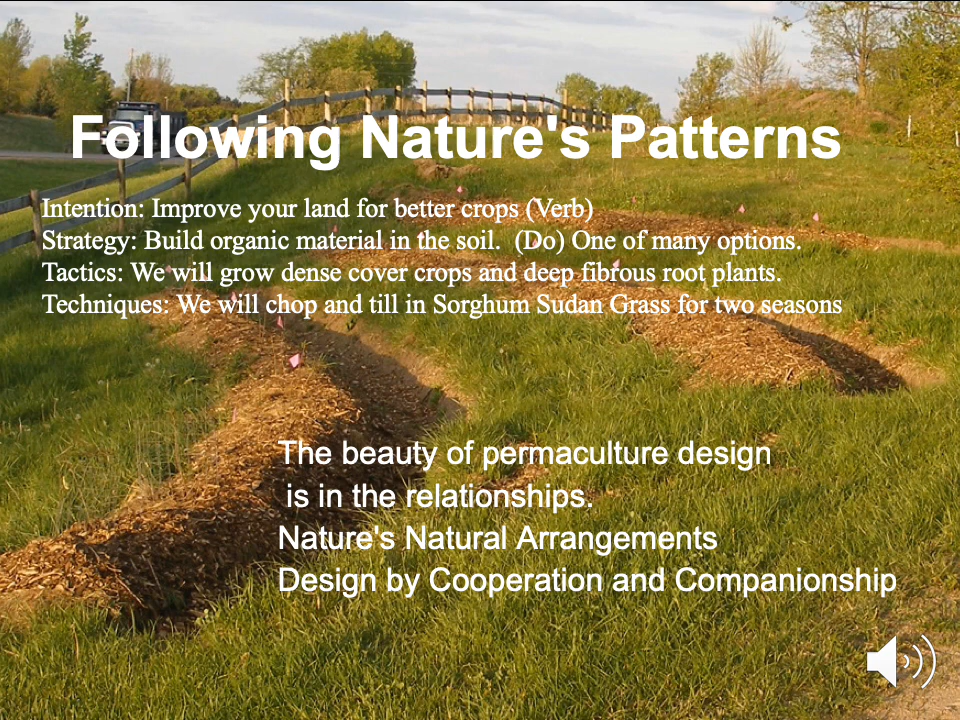 Following Nature's Patterns
Intention: Improve your land for better crops (Verb)
Strategy: Build organic material in the soil.  (Do) One of many options.
Tactics: We will grow dense cover crops and deep fibrous root plants.
Techniques: We will chop and till in Sorghum Sudan Grass for two seasons
The beauty of permaculture design
is in the relationships.
Nature's Natural Arrangements
Design by Cooperation and Companionship